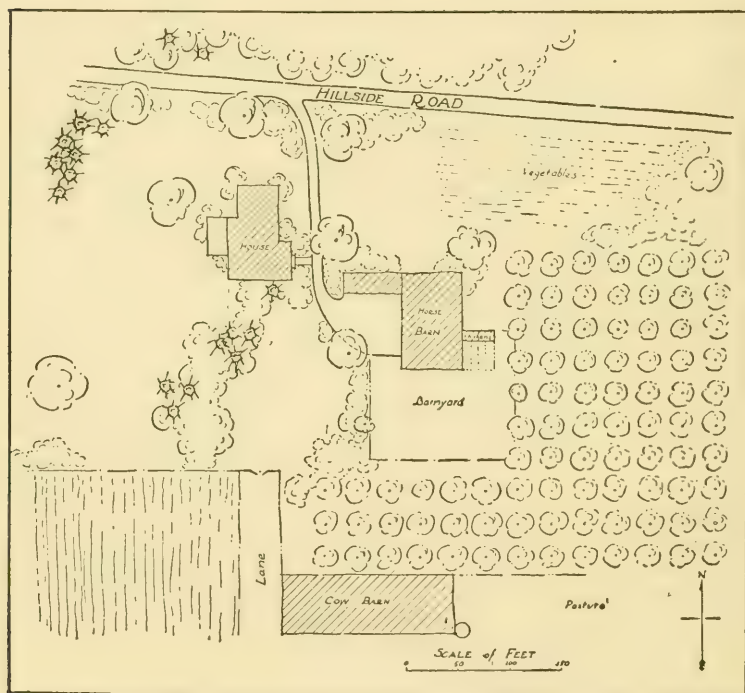 HILLSIDE ROAD
Vegetables
HOUSE
HORSE
BARN
Barnyard
Lane
COW BARN
Pasture
N
SCALE of FEET
0 50 100 150